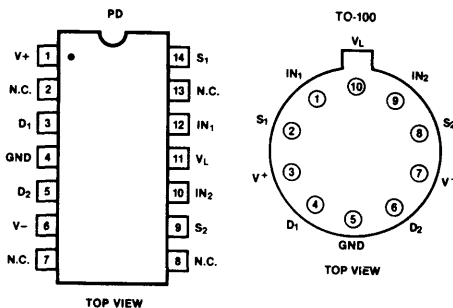 PD
V+ 1 14 S1
N.C. 2 13 N.C.
D1 3 12 IN1
GND 4 11 VL
D2 5 10 IN2
V− 6 9 S2
N.C. 7 8 N.C.
TOP VIEW
TO-100
VL
IN1 10 IN2
1 9
S1 2 8 S2
V+ 3 7 V−
4 5 6
D1 D2
GND
TOP VIEW